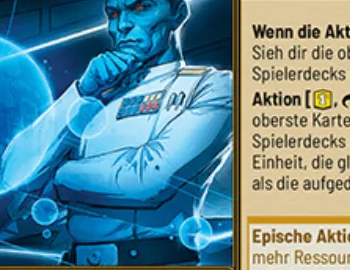 Wenn die Akt
Sieh dir die ob
Spielerdecks
Aktion [1,
oberste Karte
Spielerdecks
Einheit, die gl
als die aufged
Epische Aktio
mehr Ressour